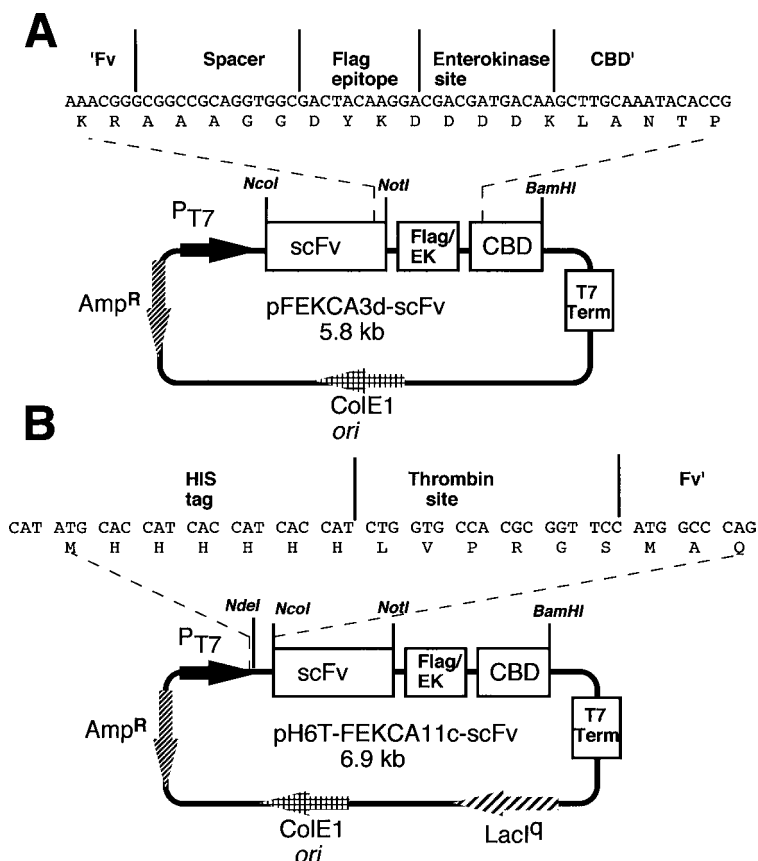 A
'Fv Spacer Flag epitope Enterokinase site CBD'
AAACGGGCGGCCGCAGGTGGCGACTACAAGGACGACGATGACAAGCTTGCAAATACACCG
K R A A A G G D Y K D D D D K L A N T P
NcoI NotI BamHI
PT7
scFv Flag/EK CBD
AmpR
T7 Term
pFEKCA3d-scFv
5.8 kb
ColE1
ori
B
HIS tag Thrombin site Fv'
CAT ATG CAC CAT CAC CAT CAC CAT CTG GTG CCA CGC GGT TCC ATG GCC CAG
M H H H H H H L V P R G S M A Q
NdeI NcoI NotI BamHI
PT7
scFv Flag/EK CBD
AmpR
T7 Term
pH6T-FEKCA11c-scFv
6.9 kb
ColE1
ori
LacIq